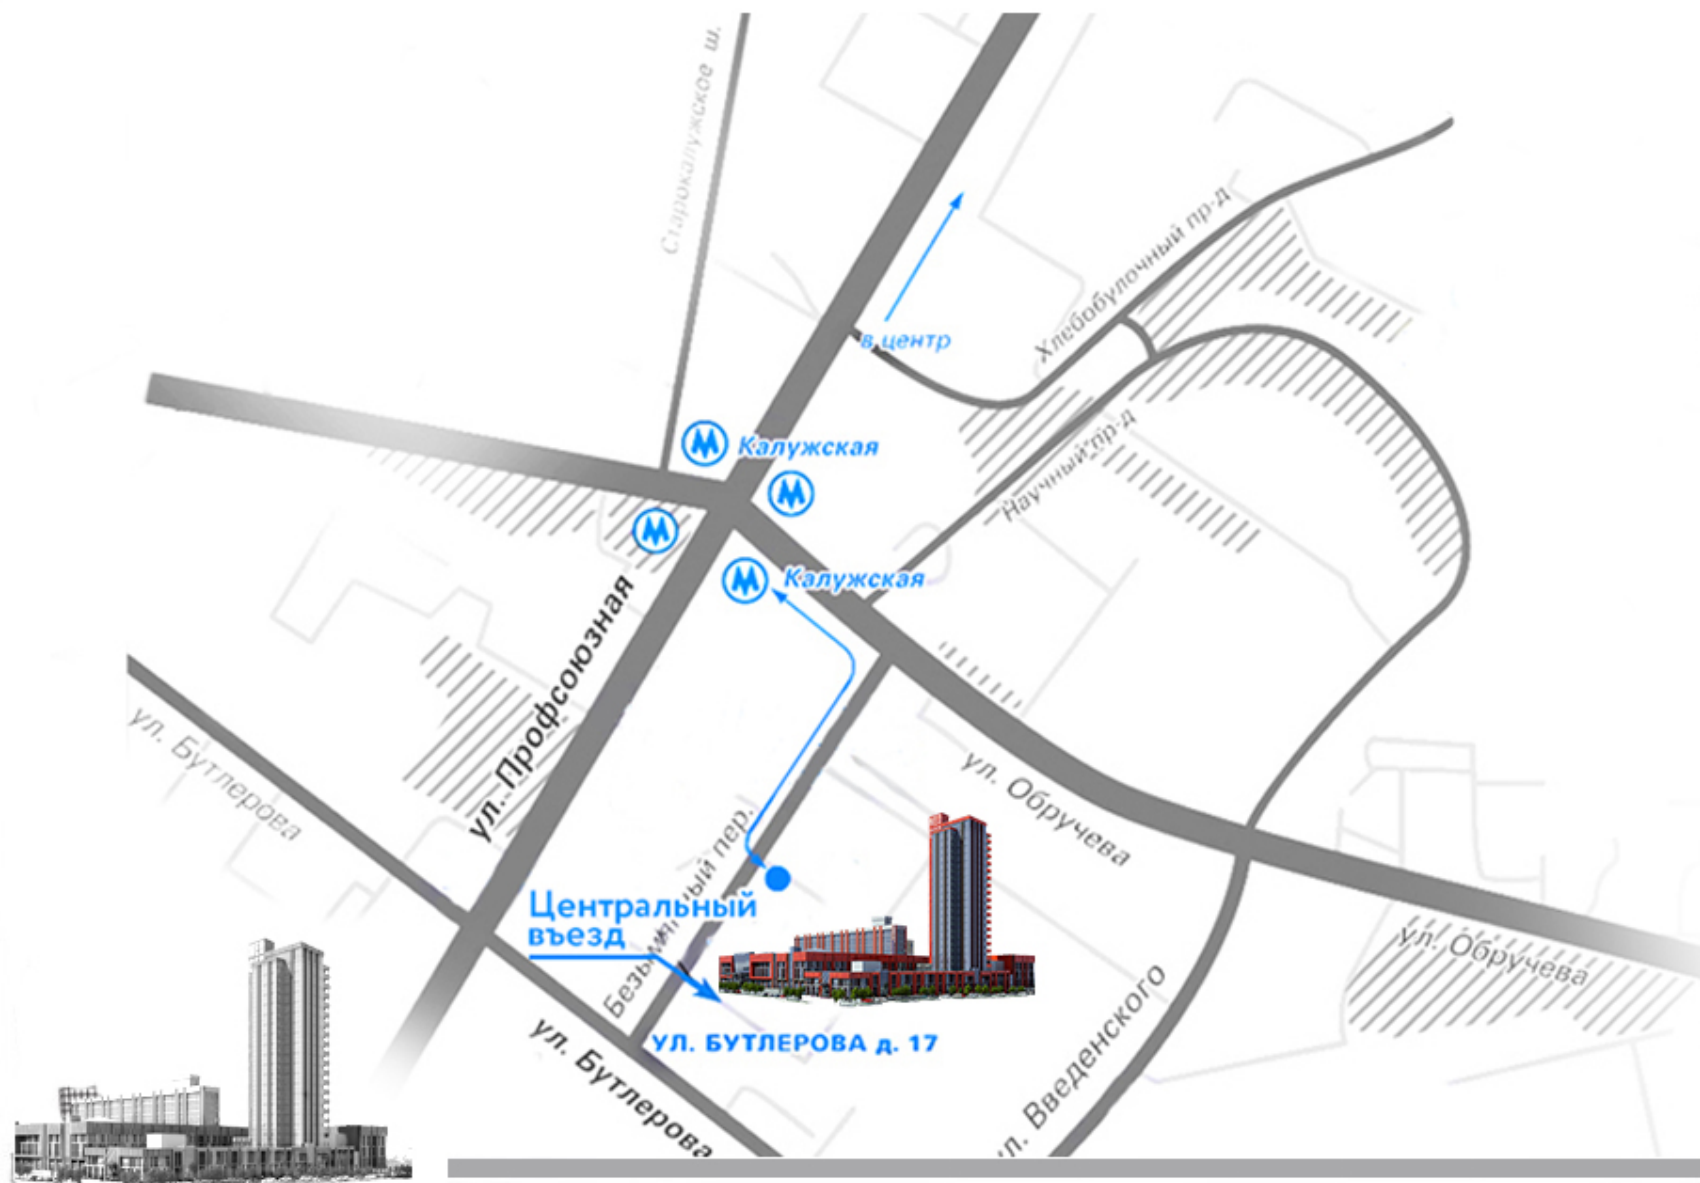 Старокалужское ш.
Хлебобулочный пр-д
в центр
М
Калужская
М
Научный пр-д
М
М
Калужская
ул. Профсоюзная
ул. Бутлерова
ул. Обручева
Безымянный пер.
Центральный
въезд
ул. Обручева
ул. Введенского
УЛ. БУТЛЕРОВА д. 17
ул. Бутлерова